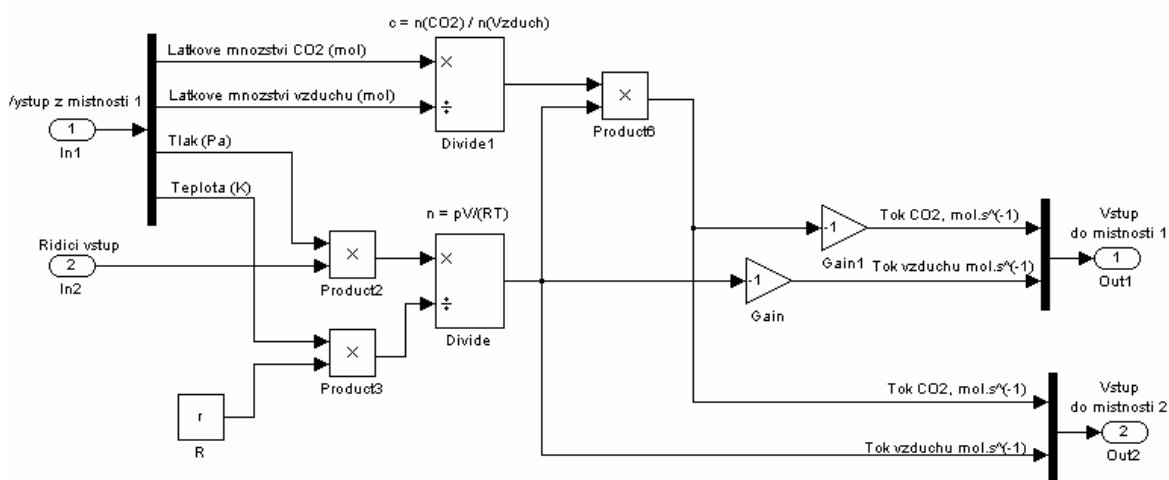 c = n(CO2) / n(Vzduch)
Latkove mnozstvi CO2 (mol)
×
Vystup z mistnosti 1
Latkove mnozstvi vzduchu (mol)
÷
×
1
In1
Divide1
Product6
Tlak (Pa)
Teplota (K)
n = pV/(RT)
Ridici vstup
2
In2
×
Product2
×
÷
Divide
×
Product3
r
R
-1
Gain1
-1
Gain
Tok CO2, mol.s^(-1)
Tok vzduchu mol.s^(-1)
Vstup
do mistnosti 1
1
Out1
Tok CO2, mol.s^(-1)
Tok vzduchu mol.s^(-1)
Vstup
do mistnosti 2
2
Out2